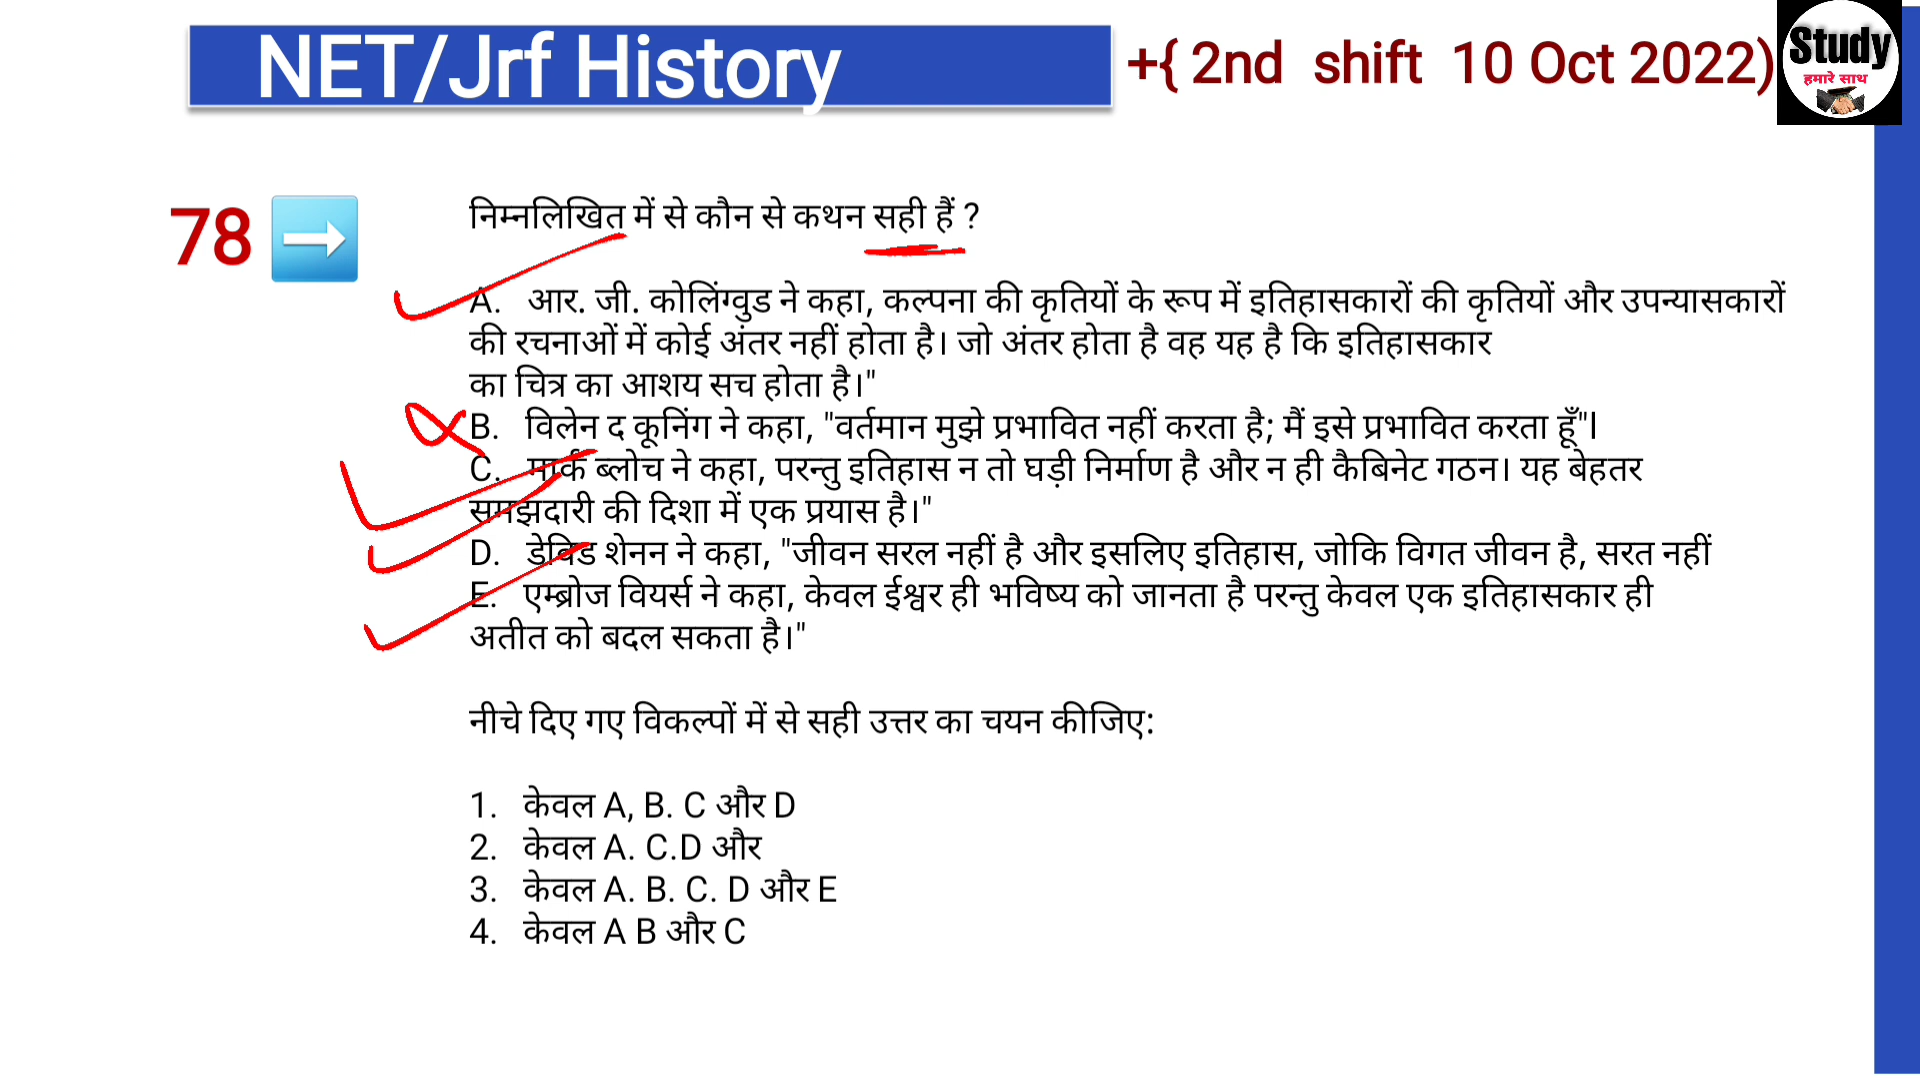 NET/Jrf History
+{ 2nd shift 10 Oct 2022)
Study
हमारे साथ
78
निम्नलिखित में से कौन से कथन सही हैं ?
A. आर. जी. कोलिंग्वुड ने कहा, कल्पना की कृतियों के रूप में इतिहासकारों की कृतियों और उपन्यासकारों
की रचनाओं में कोई अंतर नहीं होता है। जो अंतर होता है वह यह है कि इतिहासकार
का चित्र का आशय सच होता है।"
B. विलेन द कूनिंग ने कहा, "वर्तमान मुझे प्रभावित नहीं करता है; मैं इसे प्रभावित करता हूँ"l
C. मार्क ब्लोच ने कहा, परन्तु इतिहास न तो घड़ी निर्माण है और न ही कैबिनेट गठन। यह बेहतर
समझदारी की दिशा में एक प्रयास है।"
D. डेविड शेनन ने कहा, "जीवन सरल नहीं है और इसलिए इतिहास, जोकि विगत जीवन है, सरत नहीं
E. एम्ब्रोज वियर्स ने कहा, केवल ईश्वर ही भविष्य को जानता है परन्तु केवल एक इतिहासकार ही
अतीत को बदल सकता है।"
नीचे दिए गए विकल्पों में से सही उत्तर का चयन कीजिए:
1. केवल A, B. C और D
2. केवल A. C.D और
3. केवल A. B. C. D और E
4. केवल A B और C